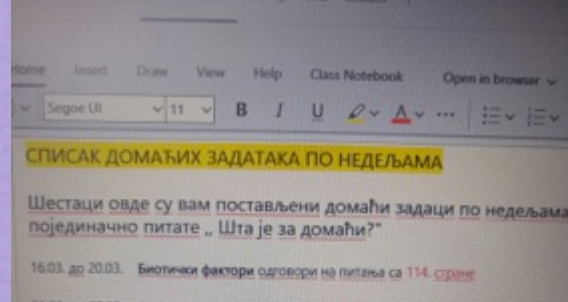 Home Insert Draw View Help Class Notebook Open in browser
Segoe UI 11 B I U A ...
СПИСАК ДОМАЋИХ ЗАДАТАКА ПО НЕДЕЉАМА
Шестаци овде су вам постављени домаћи задаци по недељама
појединачно питате „ Шта је за домаћи?"
16.03. до 20.03. Биотички фактори одговори на питања са 114. стране